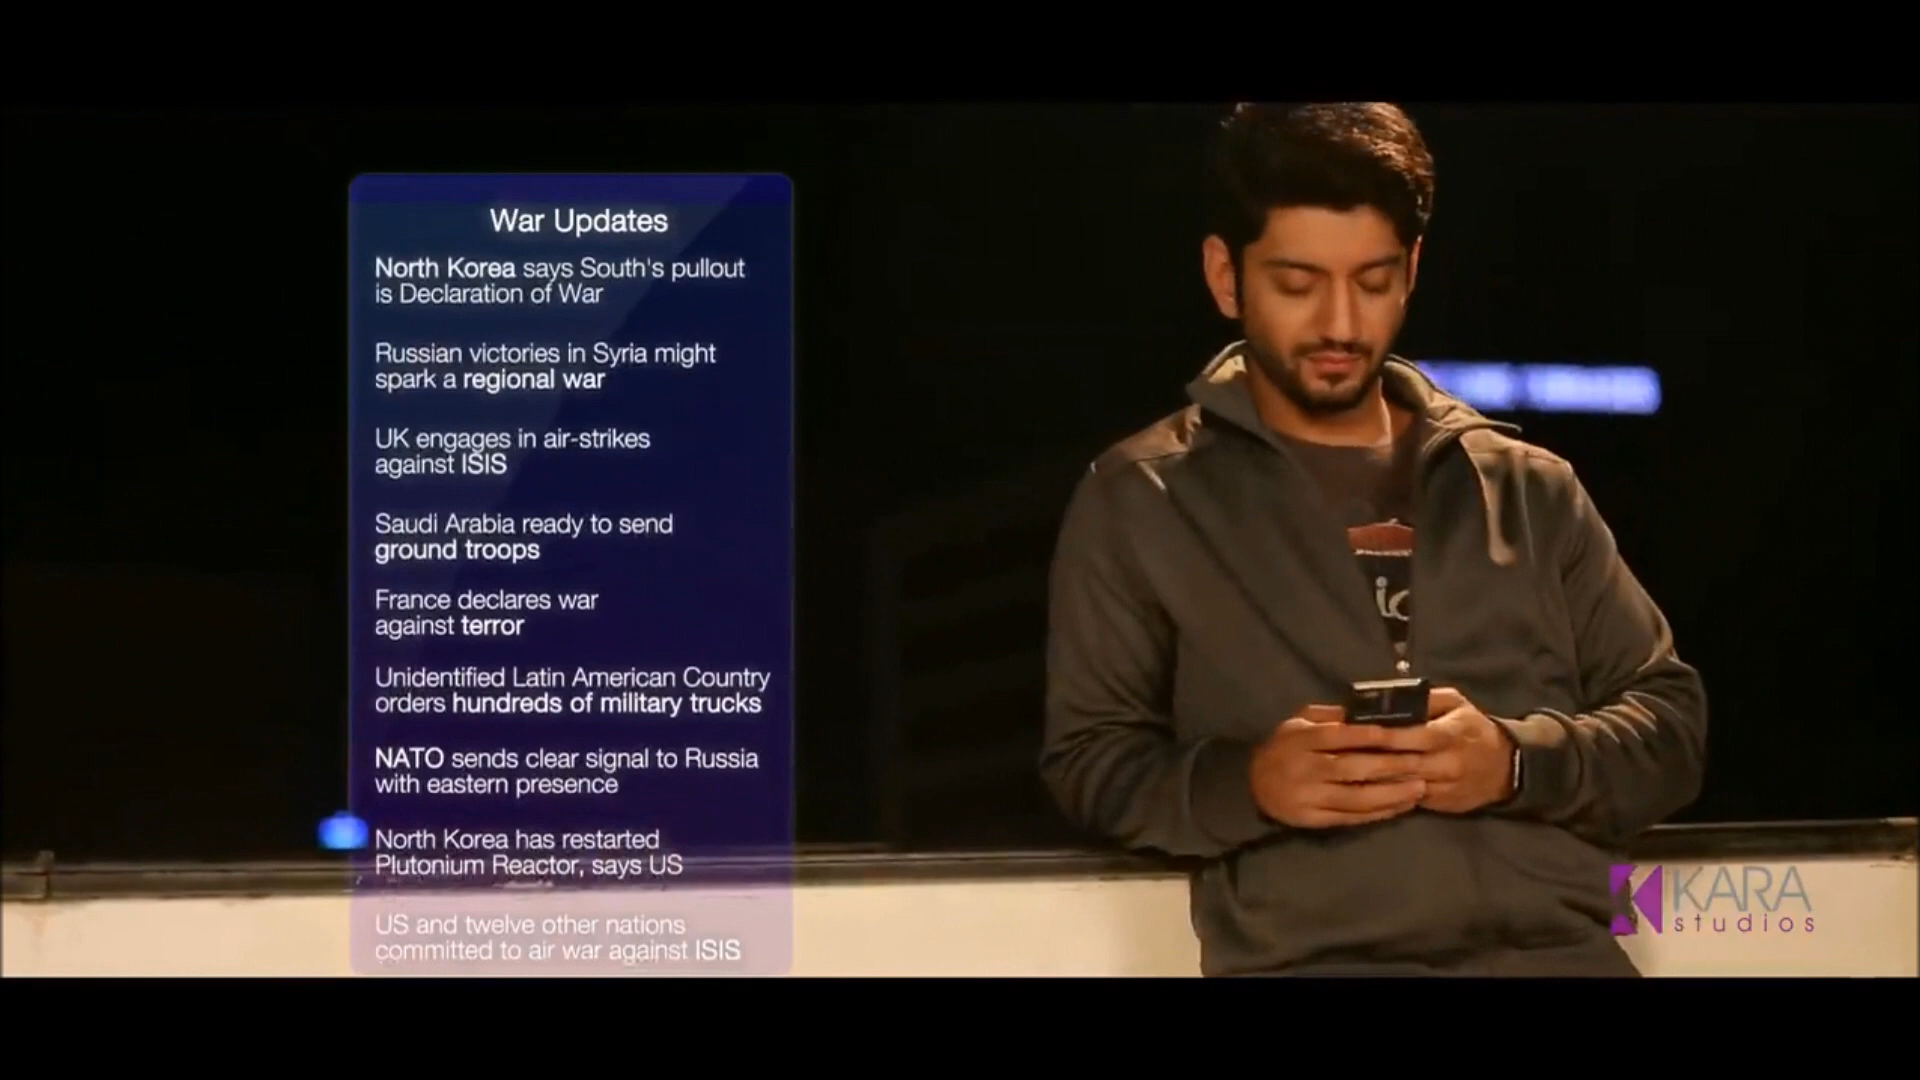 War Updates
North Korea says South's pullout
is Declaration of War
Russian victories in Syria might
spark a regional war
UK engages in air-strikes
against ISIS
Saudi Arabia ready to send
ground troops
France declares war
against terror
Unidentified Latin American Country
orders hundreds of military trucks
NATO sends clear signal to Russia
with eastern presence
North Korea has restarted
Plutonium Reactor, says US
US and twelve other nations
committed to air war against ISIS
KARA
studios